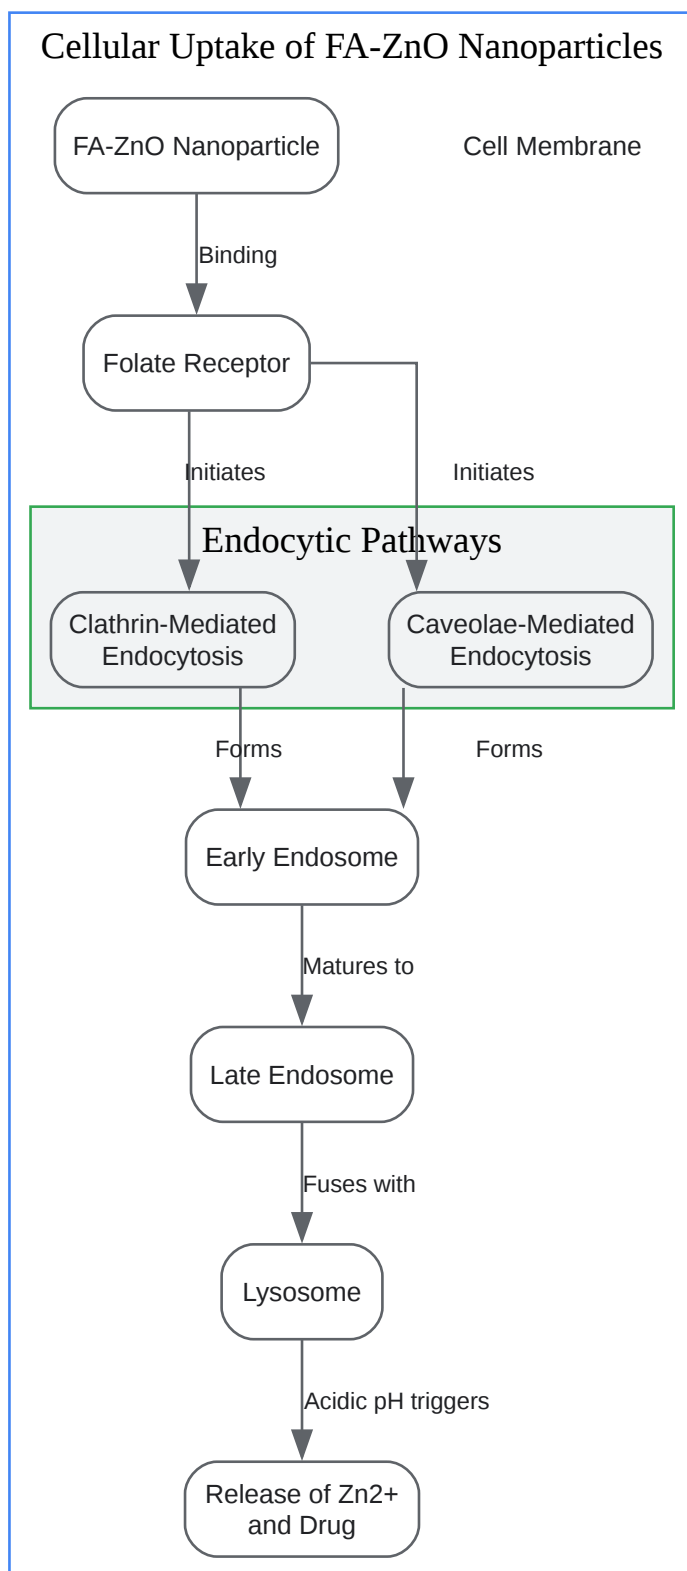 Cellular Uptake of FA-ZnO Nanoparticles
FA-ZnO Nanoparticle
Cell Membrane
Binding
Folate Receptor
Initiates
Initiates
Endocytic Pathways
Clathrin-Mediated
Endocytosis
Caveolae-Mediated
Endocytosis
Forms
Forms
Early Endosome
Matures to
Late Endosome
Fuses with
Lysosome
Acidic pH triggers
Release of Zn2+
and Drug